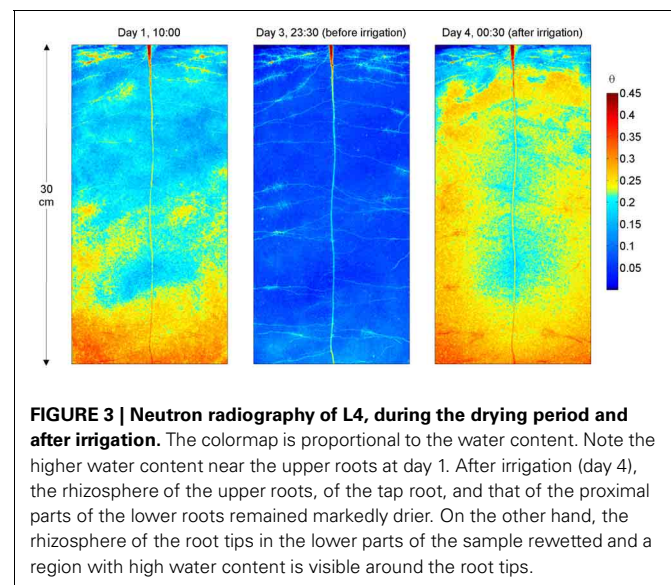 Day 1, 10:00
Day 3, 23:30 (before irrigation)
Day 4, 00:30 (after irrigation)
θ
0.45
0.4
0.35
0.3
0.25
0.2
0.15
0.1
0.05
30
cm
FIGURE 3 | Neutron radiography of L4, during the drying period and
after irrigation. The colormap is proportional to the water content. Note the
higher water content near the upper roots at day 1. After irrigation (day 4),
the rhizosphere of the upper roots, of the tap root, and that of the proximal
parts of the lower roots remained markedly drier. On the other hand, the
rhizosphere of the root tips in the lower parts of the sample rewetted and a
region with high water content is visible around the root tips.